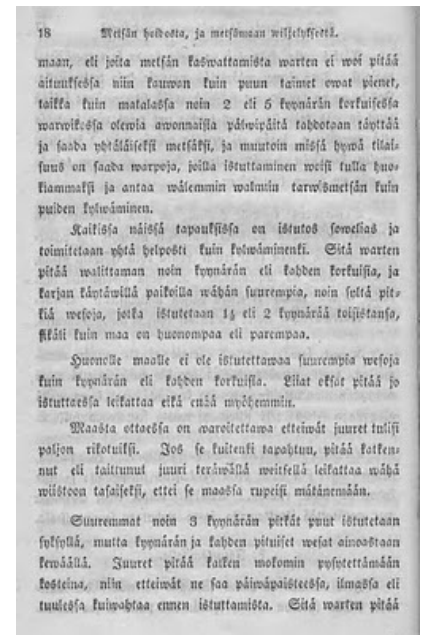 18 Metsän hoidosta, ja metsämaan wiljelyksestä.
maan, eli joita metsän kaswattamista warten ei woi pitää
aituuksessa niin kauwan kuin puun taimet owat pienet,
taikka kuin matalassa noin 2 eli 5 kyynärän korkuisessa
warwikossa olewia awonnaisia pälwipäitä tahdotaan täyttää
ja saada yhtäläiseksi metsäksi, ja muutoin missä hywä tilai-
suus on saada warpoja, joilla istuttaminen woisi tulla huo-
kiammaksi ja antaa wälemmin walmiin tarwismetsän kuin
puiden kylwäminen.
Kaikissa näissä tapauksissa on istutos sowelias ja
toimitetaan yhtä helposti kuin kylwäminenki. Sitä warten
pitää walittaman noin kyynärän eli kahden korkuisia, ja
karjan käytäwillä paikoilla wähän suurempia, noin syltä pit-
kiä wesoja, jotka istutetaan 1½ eli 2 kyynärää toisistansa,
sikäli kuin maa on huonompaa eli parempaa.
Huonolle maalle ei ole istutettawaa suurempia wesoja
kuin kyynärän eli kahden korkuisia. Liiat oksat pitää jo
istuttaessa leikattaa eikä enää myöhemmin.
Maasta ottaessa on waroitettawa etteiwät juuret tulisi
paljon rikotuiksi. Jos se kuitenki tapahtuu, pitää katken-
nut eli taittunut juuri teräwällä weitsellä leikattaa wähä
wiistoon tasaiseksi, ettei se maassa rupeisi mätänemään.
Suuremmat noin 3 kyynärän pitkät puut istutetaan
syksyllä, mutta kyynärän ja kahden pituiset wesat ainoastaan
kewäällä. Juuret pitää kaiken mokomin pysytettämään
kosteina, niin etteiwät ne saa päiwäpaisteessa, ilmassa eli
tuulessa kuiwahtaa ennen istuttamista. Sitä warten pitää